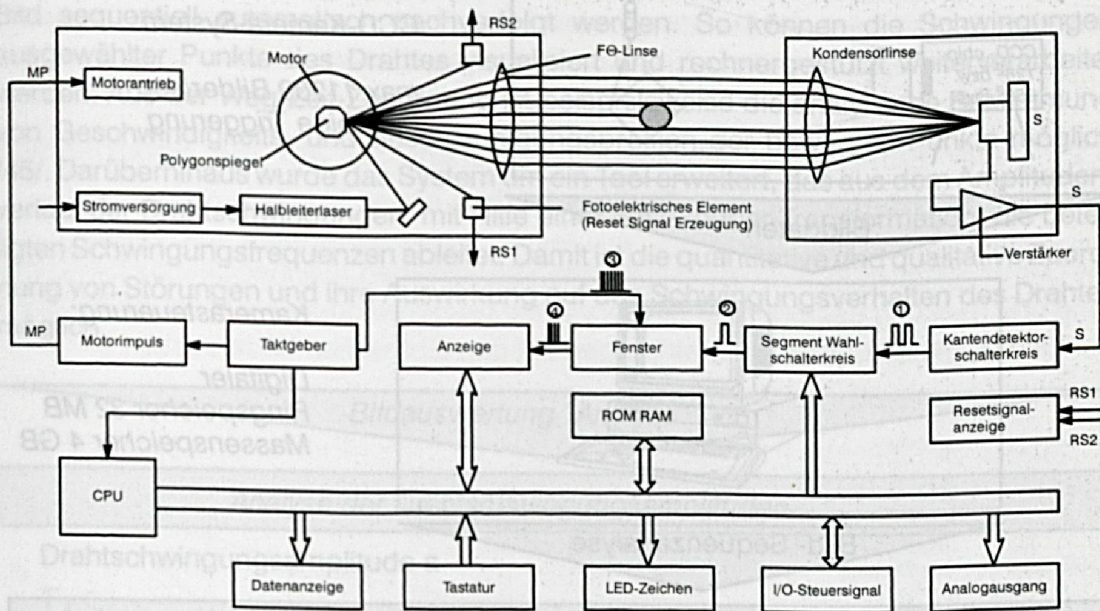 RS2
FΘ-Linse
Kondensorlinse
Motor
MP
Motorantrieb
S
Polygonspiegel
Stromversorgung
Halbleiterlaser
Fotoelektrisches Element
(Reset Signal Erzeugung)
S
RS1
Verstärker
③
④
②
①
MP
Motorimpuls
Taktgeber
Anzeige
Fenster
Segment Wahl-
schalterkreis
Kantendetektor-
schalterkreis
S
ROM RAM
Resetsignal-
anzeige
RS1
RS2
CPU
Datenanzeige
Tastatur
LED-Zeichen
I/O-Steuersignal
Analogausgang